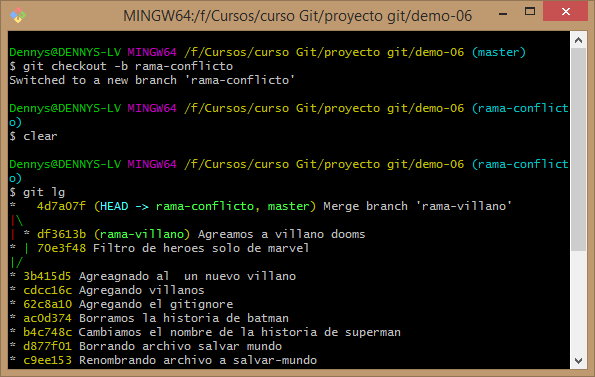 MINGW64:/f/Cursos/curso Git/proyecto git/demo-06
Dennys@DENNYS-LV MINGW64 /f/Cursos/curso Git/proyecto git/demo-06 (master)
$ git checkout -b rama-conflicto
Switched to a new branch 'rama-conflicto'
Dennys@DENNYS-LV MINGW64 /f/Cursos/curso Git/proyecto git/demo-06 (rama-conflict
o)
$ clear
Dennys@DENNYS-LV MINGW64 /f/Cursos/curso Git/proyecto git/demo-06 (rama-conflict
o)
$ git lg
*   4d7a07f (HEAD -> rama-conflicto, master) Merge branch 'rama-villano'
|\
| * df3613b (rama-villano) Agreamos a villano dooms
* | 70e3f48 Filtro de heroes solo de marvel
|/
* 3b415d5 Agreagnado al  un nuevo villano
* cdcc16c Agregando villanos
* 62c8a10 Agregando el gitignore
* ac0d374 Borramos la historia de batman
* b4c748c Cambiamos el nombre de la historia de superman
* d877f01 Borrando archivo salvar mundo
* c9ee153 Renombrando archivo a salvar-mundo